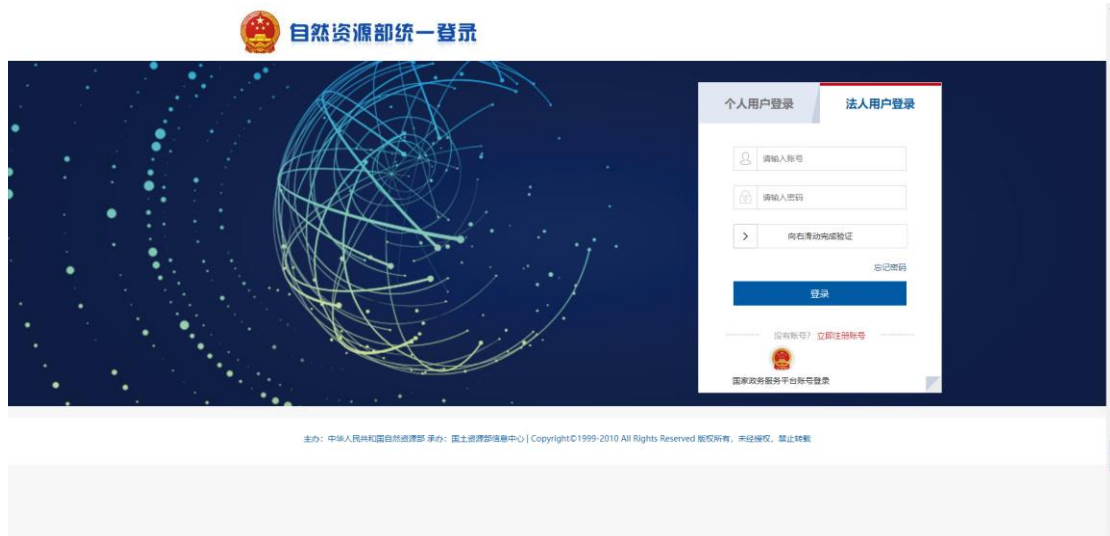 自然资源部统一登录
个人用户登录
法人用户登录
请输入账号
请输入密码
向右滑动完成验证
忘记密码
登录
没有账号? 立即注册账号
国家政务服务平台账号登录
主办：中华人民共和国自然资源部 承办：国土资源部信息中心 | Copyright©1999-2010 All Rights Reserved 版权所有，未经授权，禁止转载